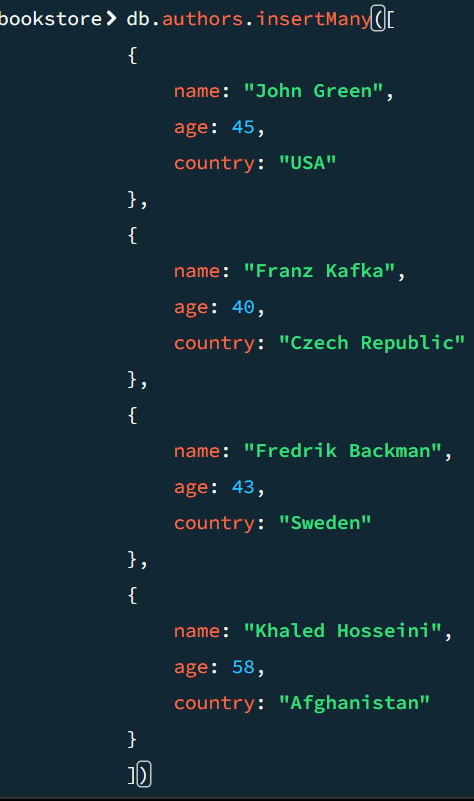 bookstore> db.authors.insertMany([
{
name: "John Green",
age: 45,
country: "USA"
},
{
name: "Franz Kafka",
age: 40,
country: "Czech Republic"
},
{
name: "Fredrik Backman",
age: 43,
country: "Sweden"
},
{
name: "Khaled Hosseini",
age: 58,
country: "Afghanistan"
}
])